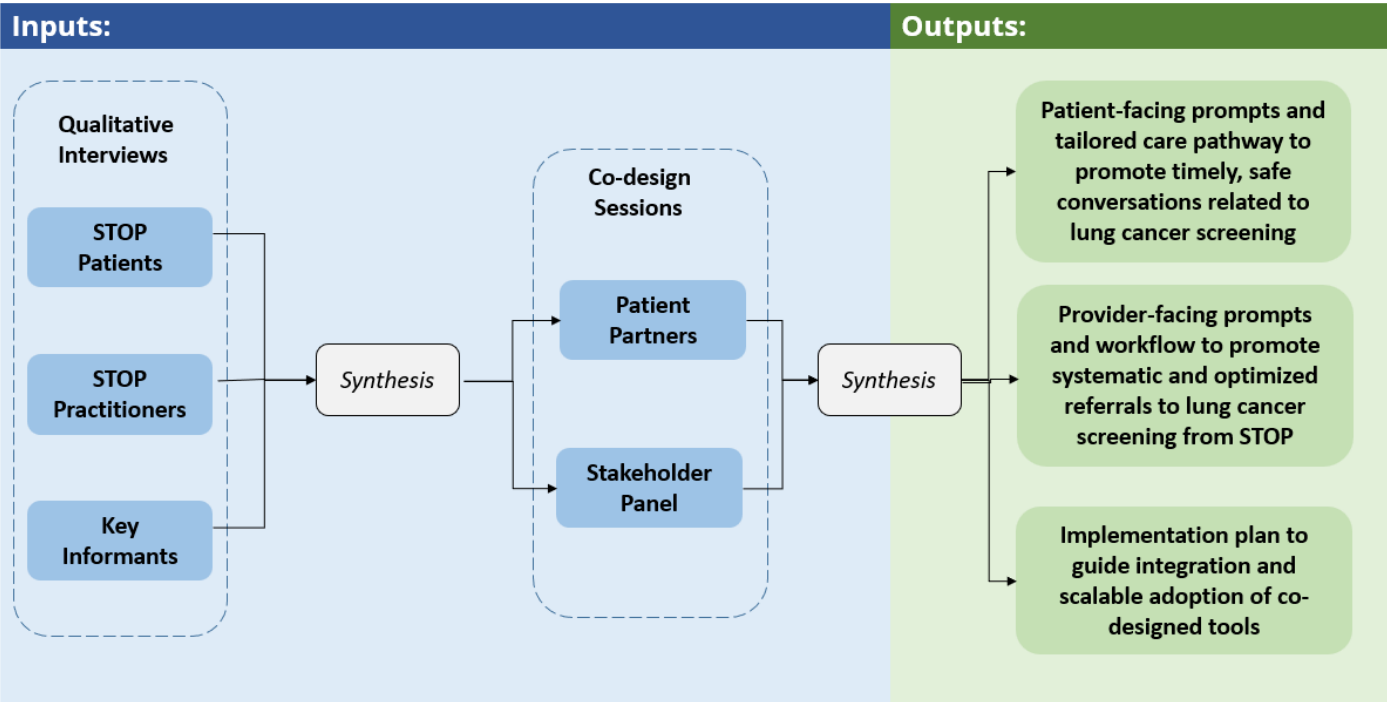 Inputs:
Outputs:
Qualitative
Interviews
STOP
Patients
STOP
Practitioners
Key
Informants
Synthesis
Co-design
Sessions
Patient
Partners
Stakeholder
Panel
Synthesis
Patient-facing prompts and
tailored care pathway to
promote timely, safe
conversations related to
lung cancer screening
Provider-facing prompts
and workflow to promote
systematic and optimized
referrals to lung cancer
screening from STOP
Implementation plan to
guide integration and
scalable adoption of co-
designed tools